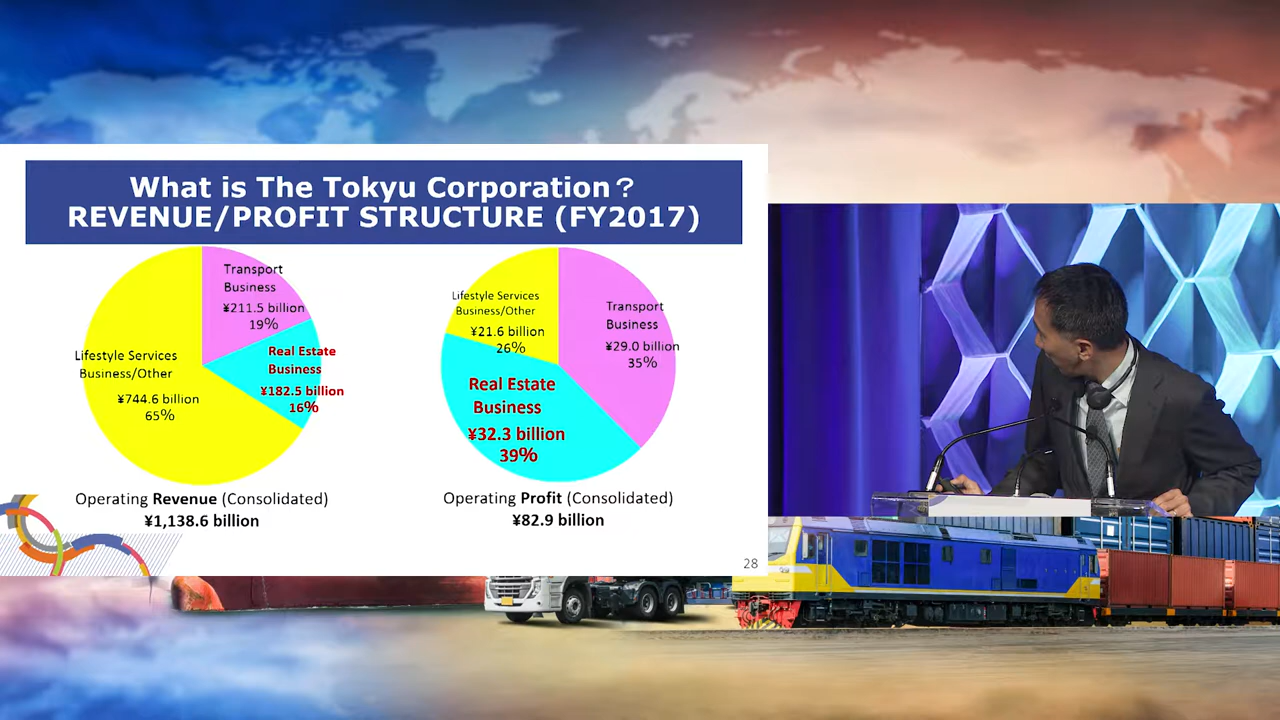 What is The Tokyu Corporation?
REVENUE/PROFIT STRUCTURE (FY2017)
Transport
Business
¥211.5 billion
19%
Real Estate
Business
¥182.5 billion
16%
Lifestyle Services
Business/Other
¥744.6 billion
65%
Operating Revenue (Consolidated)
¥1,138.6 billion
Lifestyle Services
Business/Other
¥21.6 billion
26%
Transport
Business
¥29.0 billion
35%
Real Estate
Business
¥32.3 billion
39%
Operating Profit (Consolidated)
¥82.9 billion
28